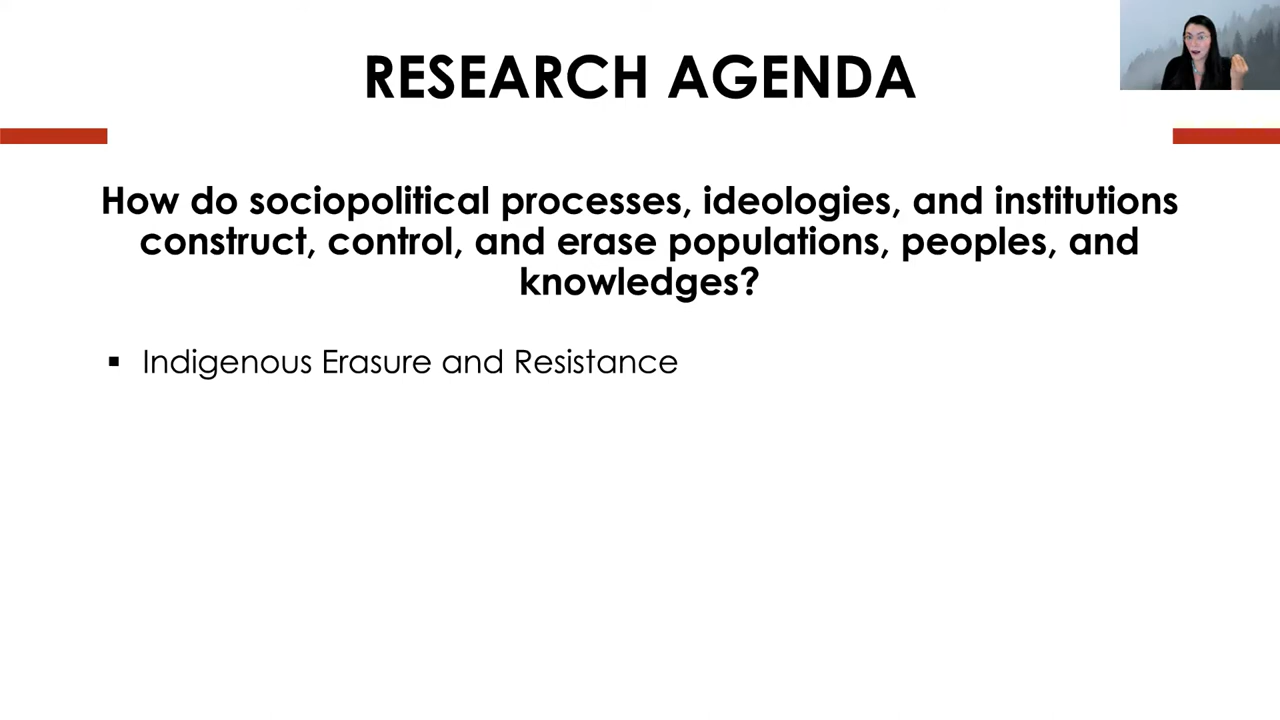 RESEARCH AGENDA
How do sociopolitical processes, ideologies, and institutions
construct, control, and erase populations, peoples, and
knowledges?
▪ Indigenous Erasure and Resistance